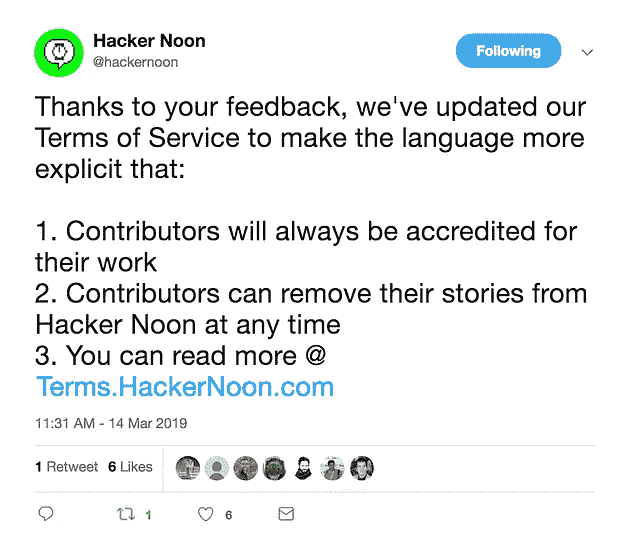 Hacker Noon
@hackernoon
Following
Thanks to your feedback, we've updated our
Terms of Service to make the language more
explicit that:
1. Contributors will always be accredited for
their work
2. Contributors can remove their stories from
Hacker Noon at any time
3. You can read more @
Terms.HackerNoon.com
11:31 AM - 14 Mar 2019
1 Retweet 6 Likes
1 6